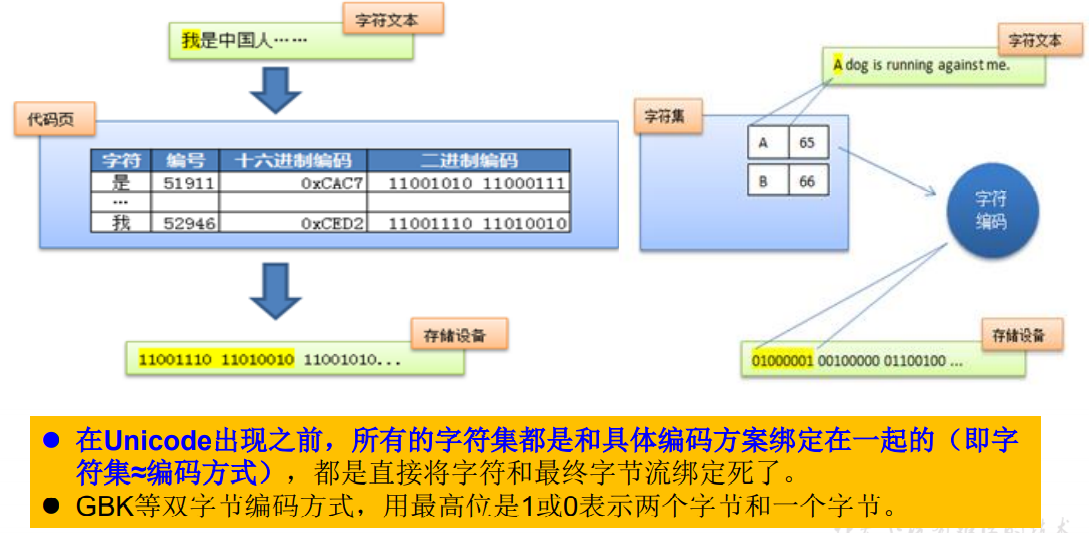 字符文本
我是中国人……
代码页
字符 编号 十六进制编码 二进制编码
是 51911 0xCAC7 11001010 11000111
…
我 52946 0xCED2 11001110 11010010
存储设备
11001110 11010010 11001010...
字符文本
A dog is running against me.
字符集
A 65
B 66
字符
编码
存储设备
01000001 00100000 01100100 ...
● 在Unicode出现之前，所有的字符集都是和具体编码方案绑定在一起的（即字
符集≈编码方式），都是直接将字符和最终字节流绑定死了。
● GBK等双字节编码方式，用最高位是1或0表示两个字节和一个字节。